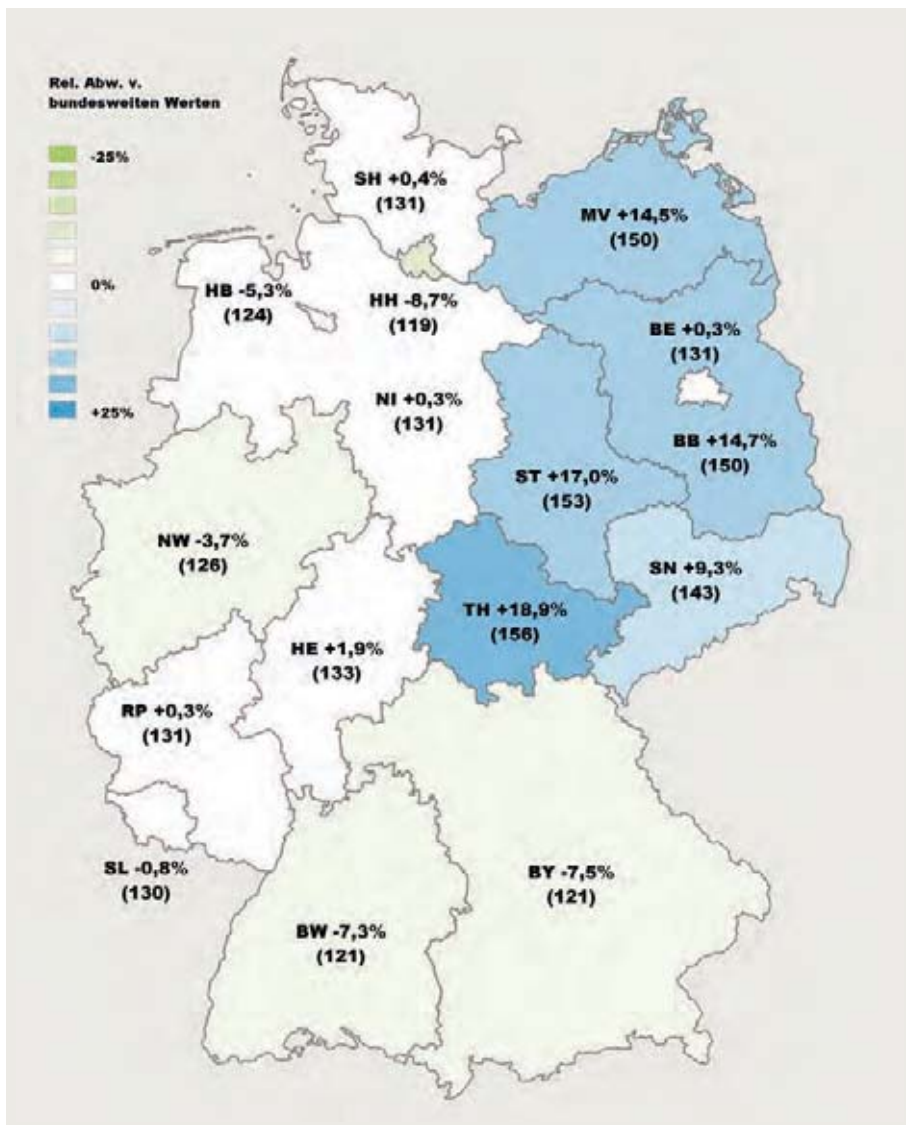 Rel. Abw. v.
bundesweiten Werten
-25%
0%
+25%
SH +0,4%
(131)
MV +14,5%
(150)
HB -5,3%
(124)
HH -8,7%
(119)
BE +0,3%
(131)
NI +0,3%
(131)
BB +14,7%
(150)
ST +17,0%
(153)
NW -3,7%
(126)
SN +9,3%
(143)
TH +18,9%
(156)
HE +1,9%
(133)
RP +0,3%
(131)
SL -0,8%
(130)
BY -7,5%
(121)
BW -7,3%
(121)